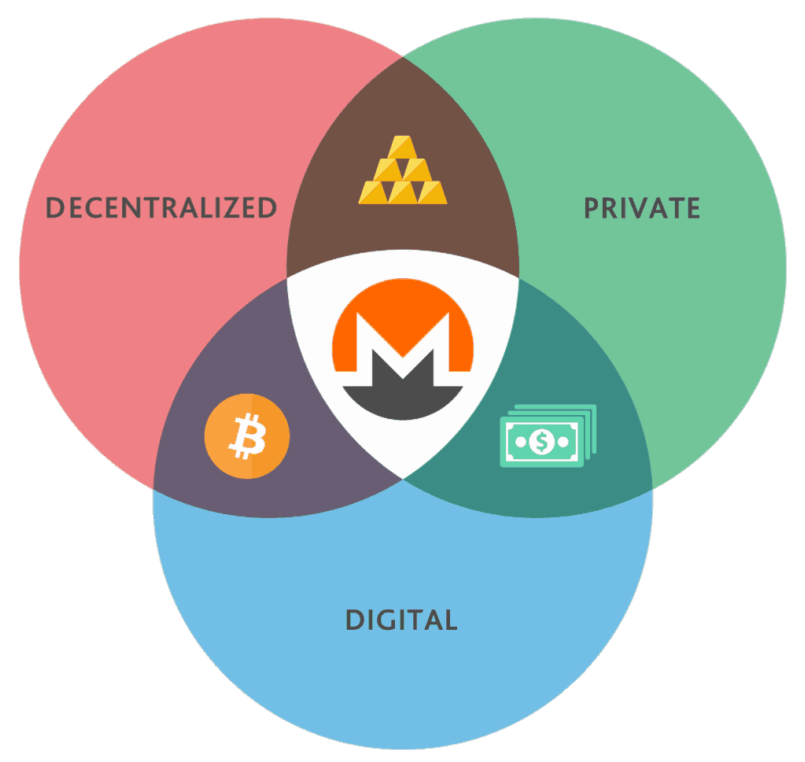 DECENTRALIZED
PRIVATE
₿
$
DIGITAL